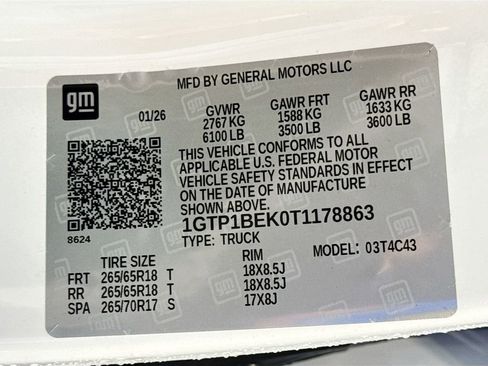 gm
MFD BY GENERAL MOTORS LLC
01/26 GVWR GAWR FRT GAWR RR
2767 KG 1588 KG 1633 KG
6100 LB 3500 LB 3600 LB
THIS VEHICLE CONFORMS TO ALL
APPLICABLE U.S. FEDERAL MOTOR
VEHICLE SAFETY STANDARDS IN EFFECT
ON THE DATE OF MANUFACTURE
SHOWN ABOVE.
8624
1GTP1BEK0T1178863
TYPE: TRUCK MODEL: 03T4C43
TIRE SIZE RIM
FRT 265/65R18 T 18X8.5J
RR 265/65R18 T 18X8.5J
SPA 265/70R17 S 17X8J